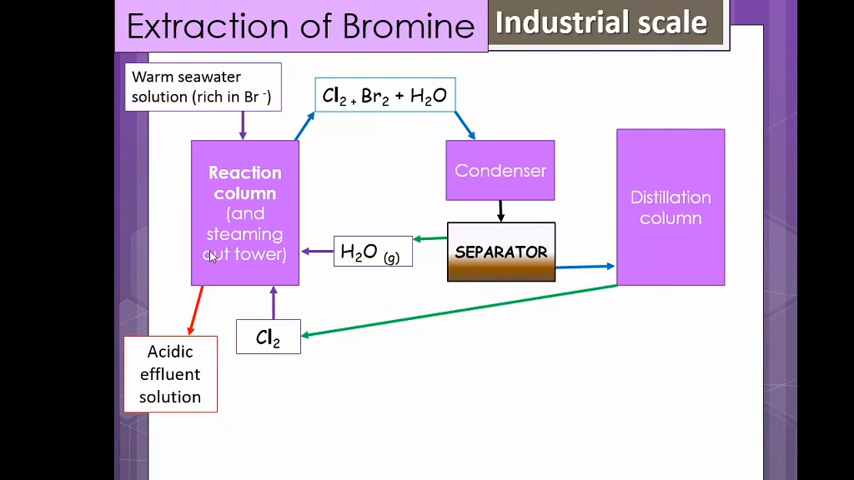 Extraction of Bromine
Industrial scale
Warm seawater
solution (rich in Br⁻)
Cl₂ + Br₂ + H₂O
Reaction
column
(and
steaming
out tower)
Condenser
Distillation
column
H₂O (g)
SEPARATOR
Cl₂
Acidic
effluent
solution